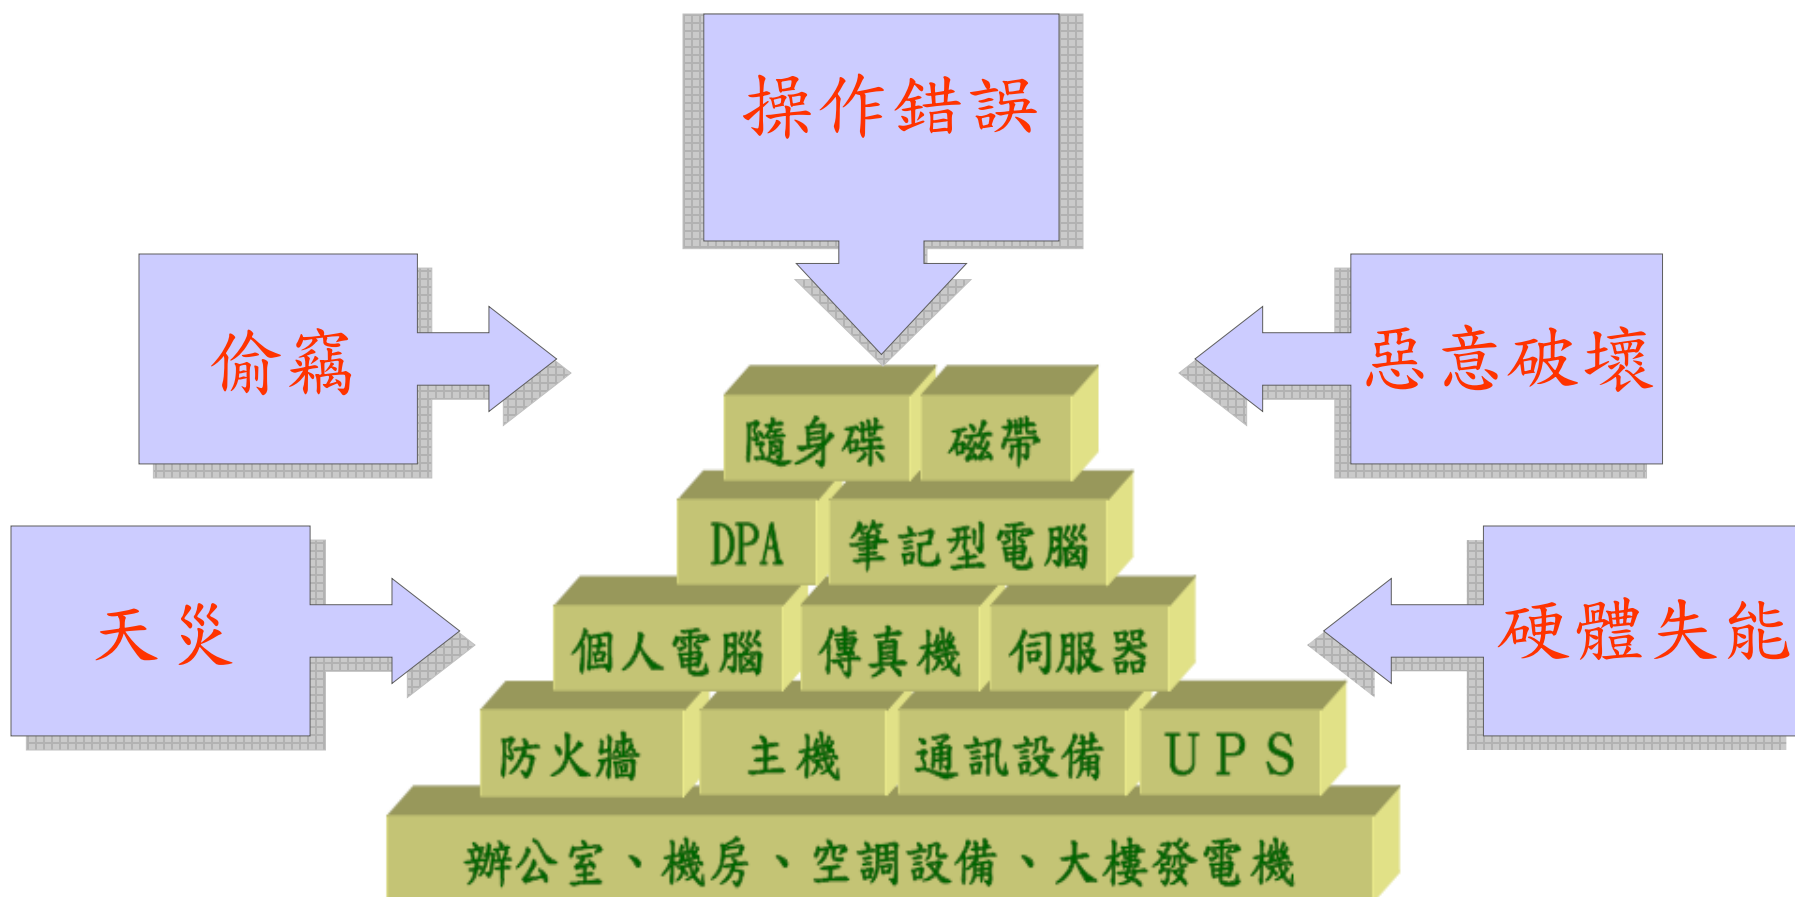 操作錯誤
偷竊
惡意破壞
隨身碟
磁帶
DPA
筆記型電腦
天災
硬體失能
個人電腦
傳真機
伺服器
防火牆
主機
通訊設備
UPS
辦公室、機房、空調設備、大樓發電機